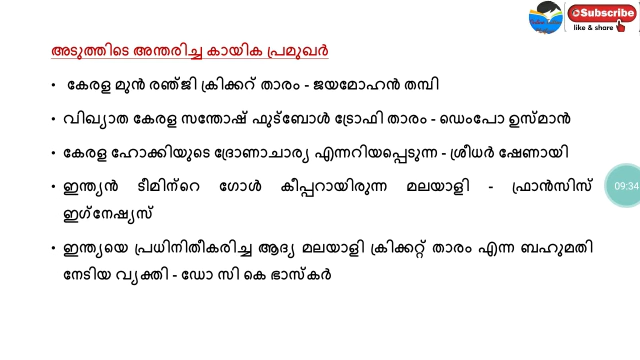 Subscribe
like & share
അടുത്തിടെ അന്തരിച്ച കായിക പ്രമുഖർ
• കേരള മുൻ രഞ്ജി ക്രിക്കറ്റ് താരം - ജയമോഹൻ തമ്പി
• വിഖ്യാത കേരള സന്തോഷ് ഫുട്ബോൾ ട്രോഫി താരം - ഡെംപോ ഉസ്മാൻ
• കേരള ഹോക്കിയുടെ ദ്രോണാചാര്യ എന്നറിയപ്പെടുന്ന - ശ്രീധർ ഷേണായി
09:34
• ഇന്ത്യൻ ടീമിന്റെ ഗോൾ കീപ്പറായിരുന്ന മലയാളി - ഫ്രാൻസിസ്
ഇഗ്നേഷ്യസ്
• ഇന്ത്യയെ പ്രധിനിതീകരിച്ച ആദ്യ മലയാളി ക്രിക്കറ്റ് താരം എന്ന ബഹുമതി
നേടിയ വ്യക്തി - ഡോ സി കെ ഭാസ്കർ